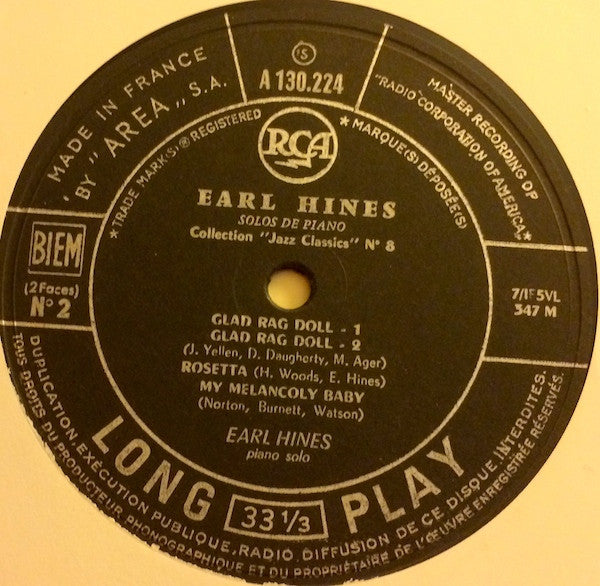 S
A 130.224
MADE IN FRANCE
BY "AREA" S.A.
★ TRADE MARK(S) ® REGISTERED
★ MARQUE(S) DÉPOSÉE(S)
MASTER RECORDING OF
"RADIO CORPORATION OF AMERICA"★
RCA
EARL HINES
SOLOS DE PIANO
Collection "Jazz Classics" Nº 8
BIEM
(2 Faces)
Nº 2
347 M
GLAD RAG DOLL - 1
GLAD RAG DOLL - 2
(J. Yellen, D. Daugherty, M. Ager)
ROSETTA (H. Woods, E. Hines)
MY MELANCOLY BABY
(Norton, Burnett, Watson)
EARL HINES
piano solo
LONG 33 1/3 PLAY
DUPLICATION EXÉCUTION PUBLIQUE, RADIO DIFFUSION DE CE DISQUE INTERDITES.
TOUS DROITS DU PRODUCTEUR PHONOGRAPHIQUE ET DU PROPRIÉTAIRE DE L'ŒUVRE ENREGISTRÉE RÉSERVÉS.